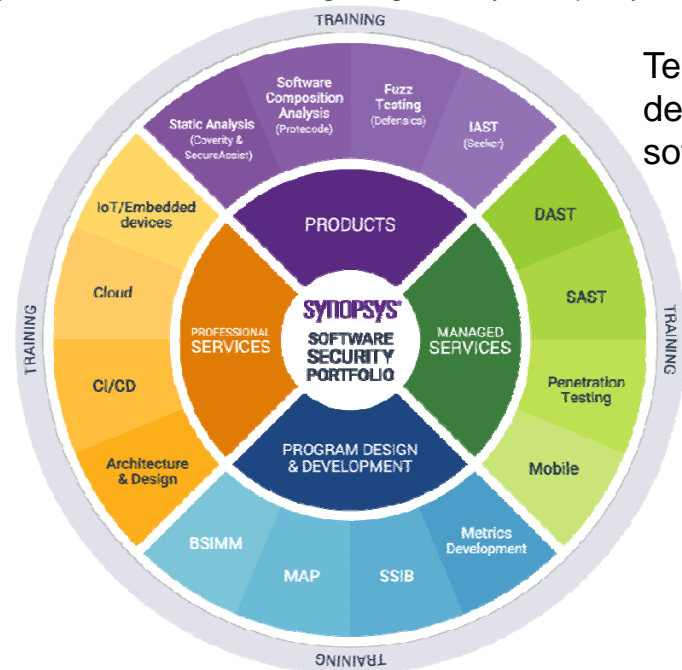 TRAINING
Static Analysis
(Coverity &
SecureAssist)
Software
Composition
Analysis
(Protecode)
Fuzz
Testing
(Defensics)
IAST
(Seeker)
PRODUCTS
DAST
SAST
Penetration
Testing
Mobile
MANAGED
SERVICES
TRAINING
Metrics
Development
SSIB
MAP
BSIMM
PROGRAM DESIGN
& DEVELOPMENT
TRAINING
Architecture
& Design
CI/CD
Cloud
IoT/Embedded
devices
PROFESSIONAL
SERVICES
TRAINING
SYNOPSYS®
SOFTWARE
SECURITY
PORTFOLIO
Te
de
so